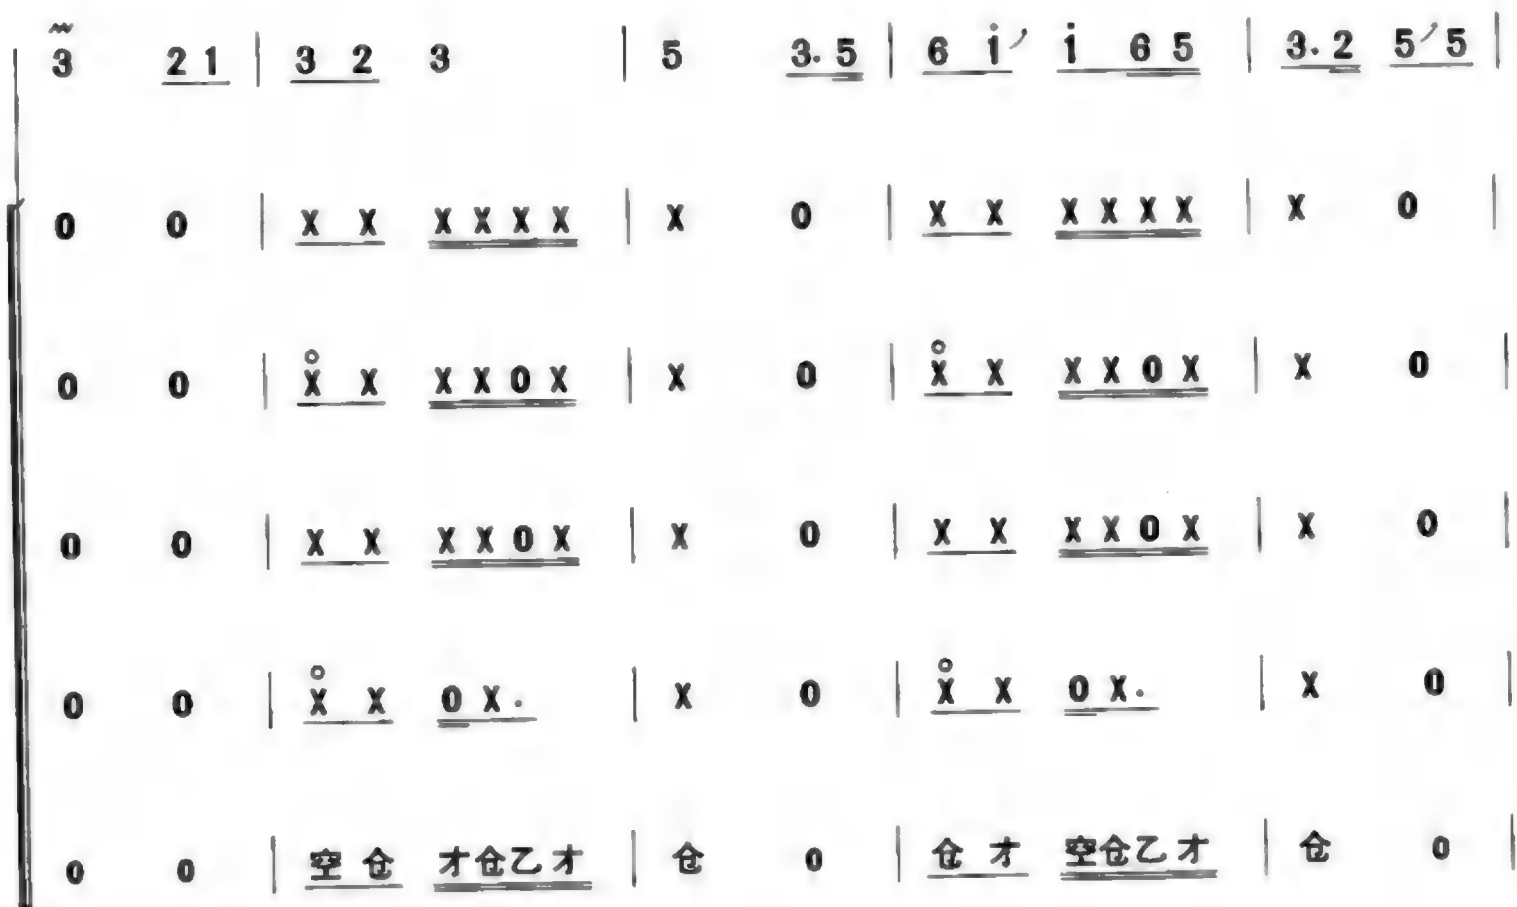 3 2 1 | 3 2 3 | 5 3. 5 | 6 i̇ i̇ 6 5 | 3. 2 5 5 |
0 0 | X X X X X X | X 0 | X X X X X X | X 0 |
0 0 | X̊ X X X 0 X | X 0 | X̊ X X X 0 X | X 0 |
0 0 | X X X X 0 X | X 0 | X X X X 0 X | X 0 |
0 0 | X̊ X 0 X. | X 0 | X̊ X 0 X. | X 0 |
0 0 | 空 仓 才 仓 乙 才 | 仓 0 | 仓 才 空 仓 乙 才 | 仓 0 |